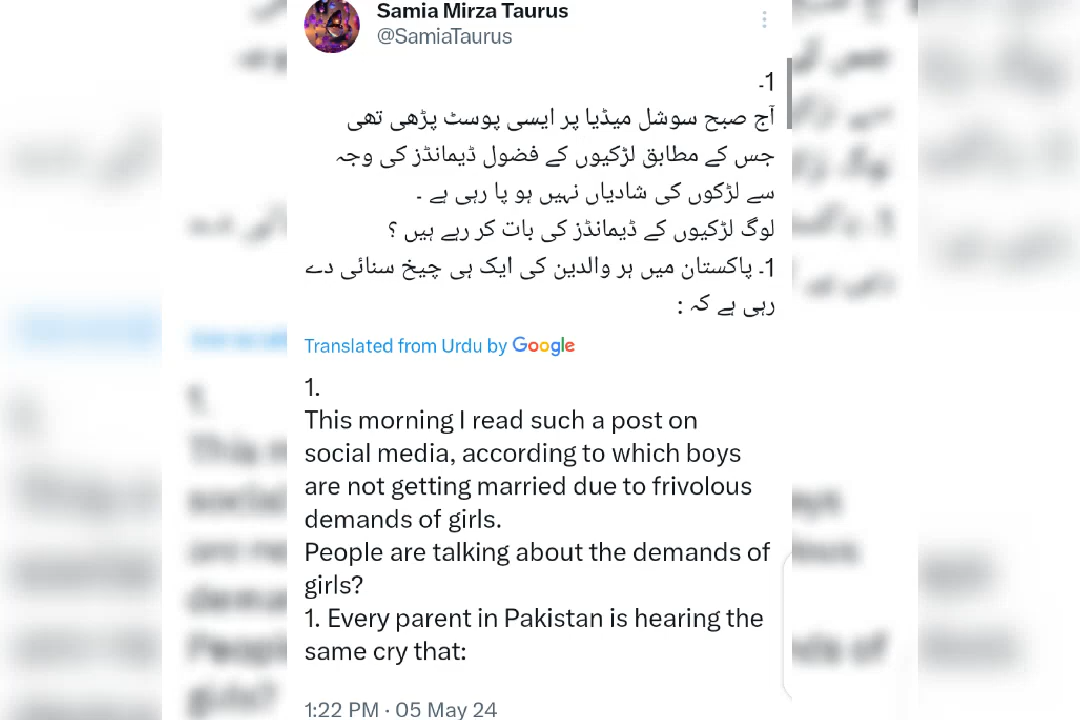 Samia Mirza Taurus
@SamiaTaurus
1۔
آج صبح سوشل میڈیا پر ایسی پوسٹ پڑھی تھی
جس کے مطابق لڑکیوں کے فضول ڈیمانڈز کی وجہ
سے لڑکوں کی شادیاں نہیں ہو پا رہی ہے ۔
لوگ لڑکیوں کے ڈیمانڈز کی بات کر رہے ہیں ؟
1۔ پاکستان میں ہر والدین کی ایک ہی چیخ سنائی دے
رہی ہے کہ :
Translated from Urdu by Google
1.
This morning I read such a post on
social media, according to which boys
are not getting married due to frivolous
demands of girls.
People are talking about the demands of
girls?
1. Every parent in Pakistan is hearing the
same cry that:
1:22 PM · 05 May 24